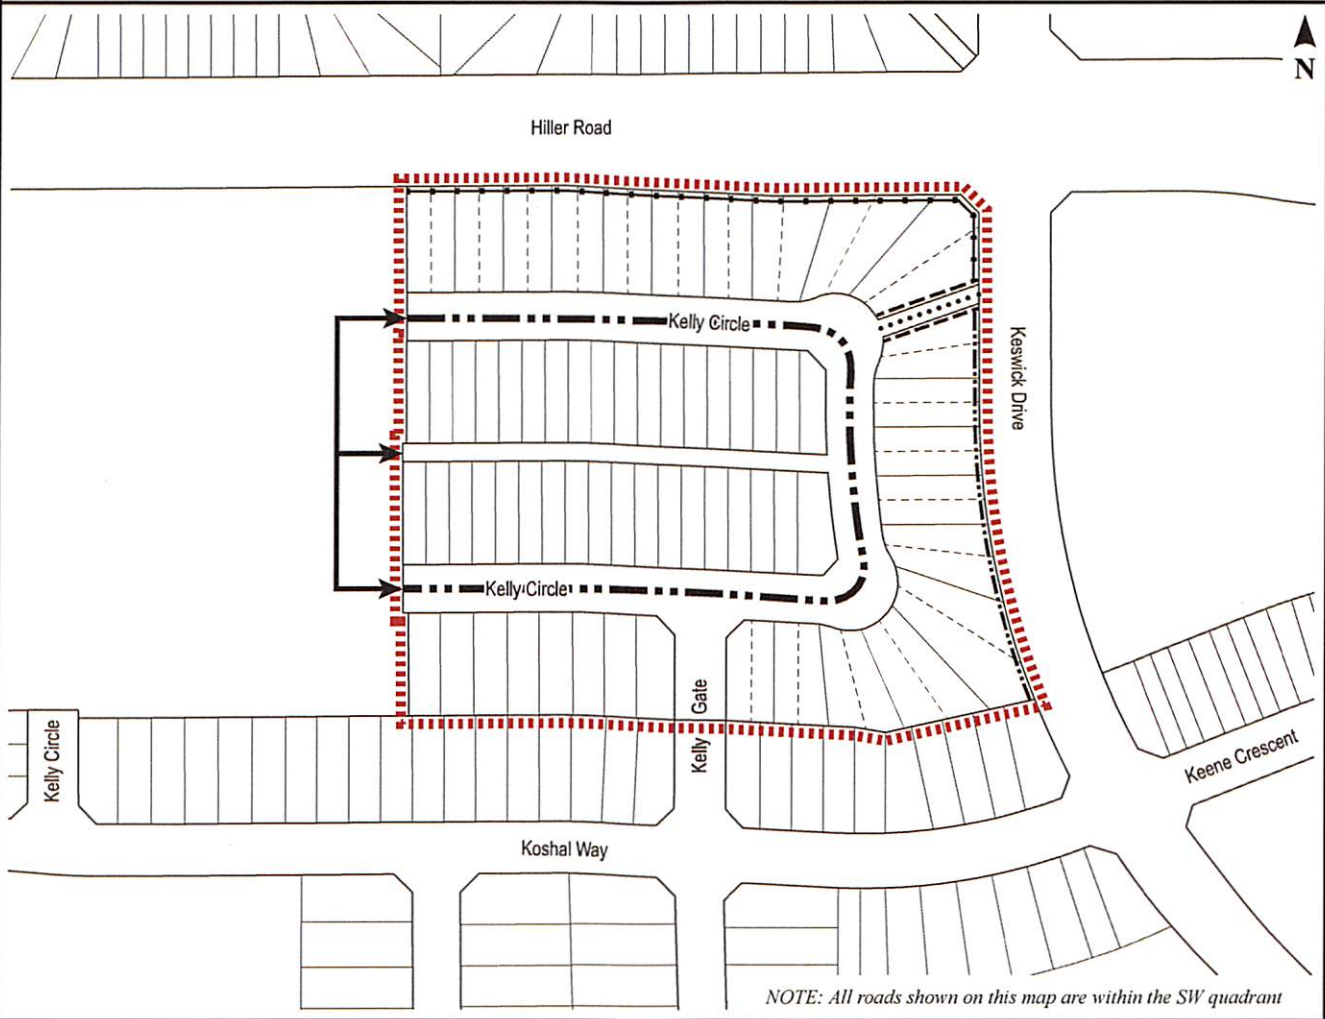 N
Hiller Road
Kelly Circle
Keswick Drive
Kelly Circle
Kelly Gate
Kelly Circle
Keene Crescent
Koshal Way
NOTE: All roads shown on this map are within the SW quadrant